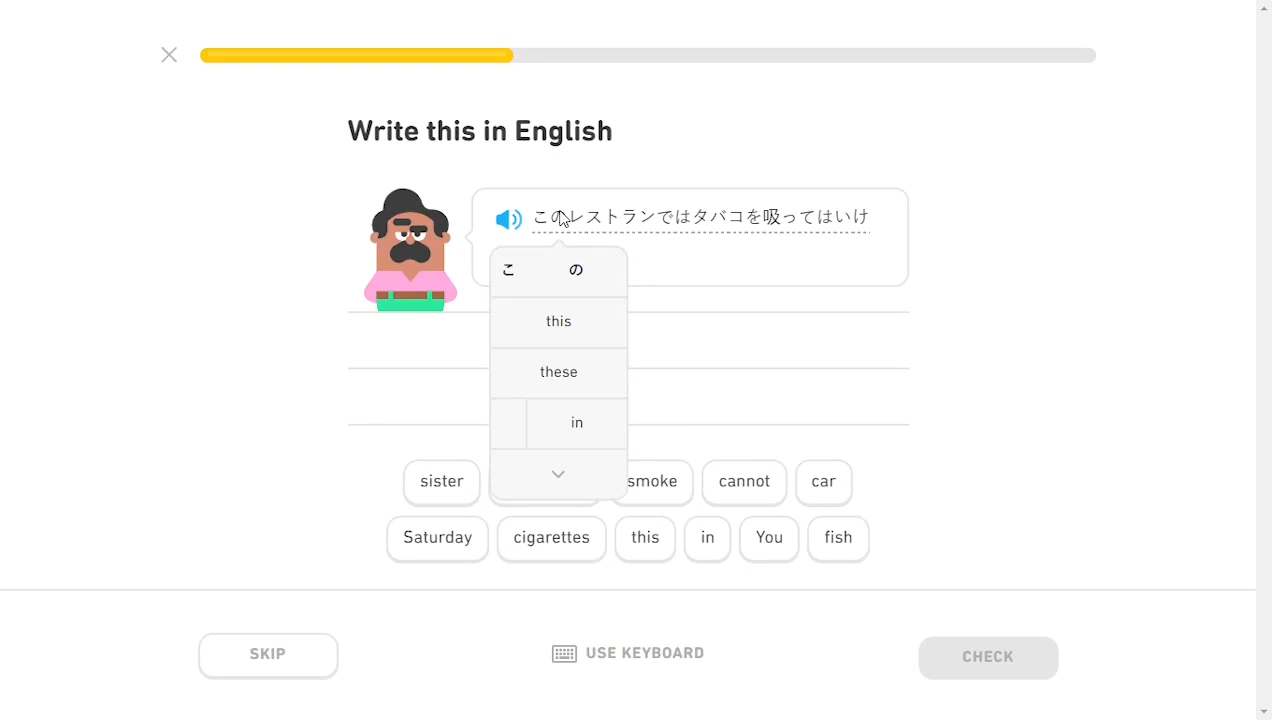 Write this in English
このレストランではタバコを吸ってはいけ
こ の
this
these
in
sister
smoke
cannot
car
Saturday
cigarettes
this
in
You
fish
SKIP
USE KEYBOARD
CHECK